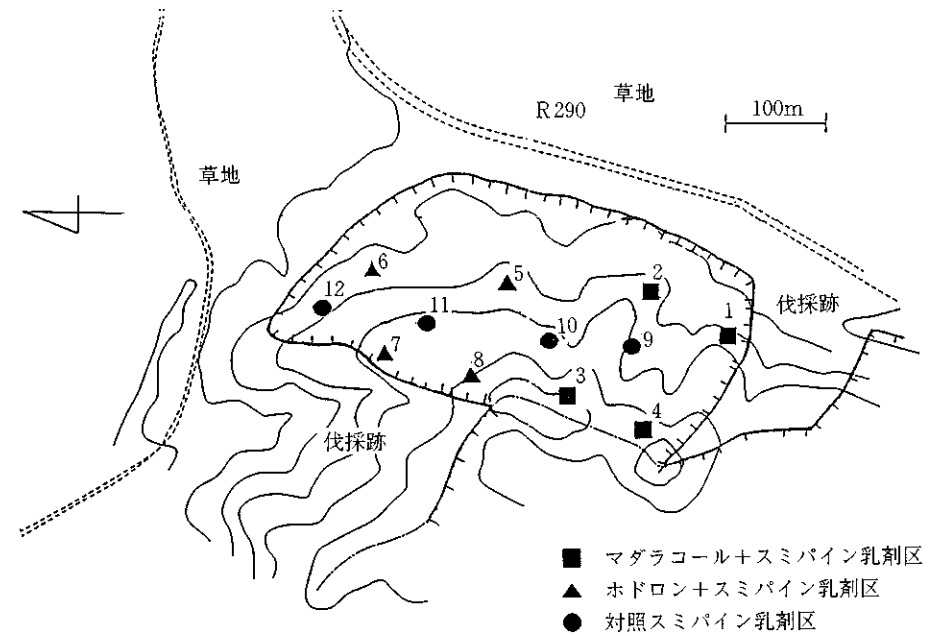 草地
R290
100m
草地
6
5
2
12
11
1
伐採跡
10
9
7
8
3
4
伐採跡
■ マダラコール＋スミパイン乳剤区
▲ ホドロン＋スミパイン乳剤区
● 対照スミパイン乳剤区